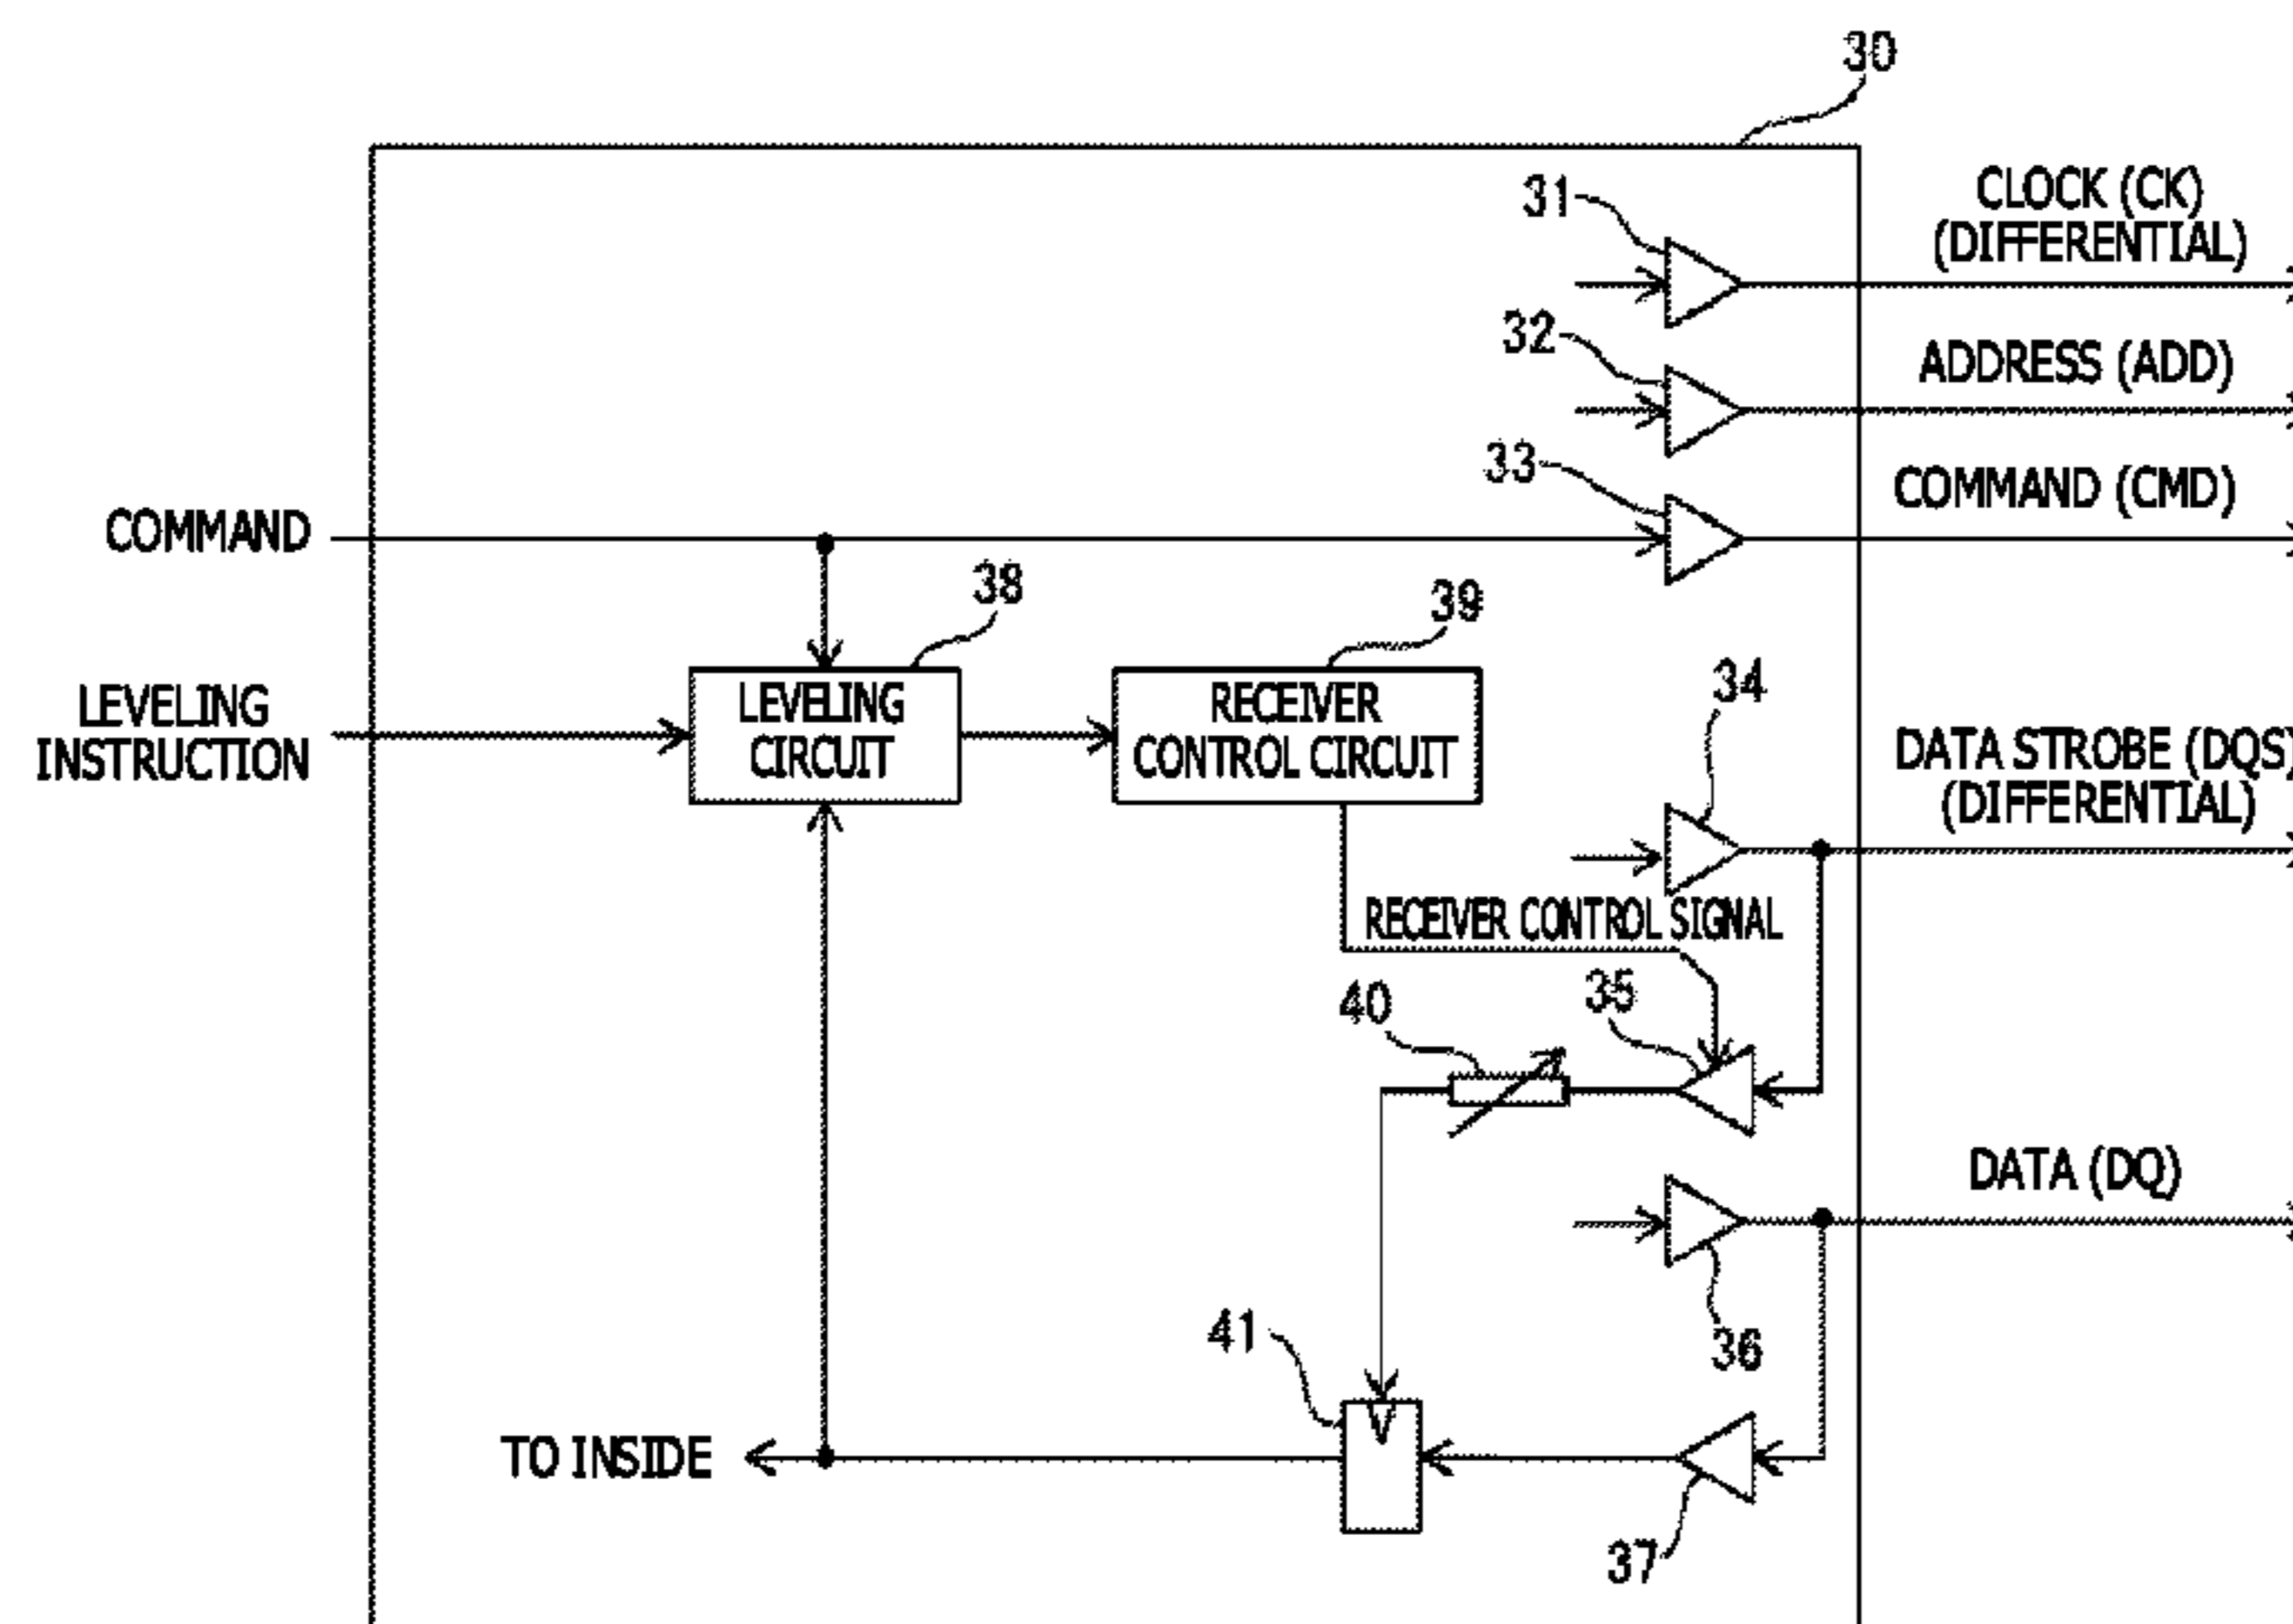 30
31
CLOCK (CK)
(DIFFERENTIAL)
32
ADDRESS (ADD)
33
COMMAND (CMD)
COMMAND
38
39
LEVELING
INSTRUCTION
LEVELING
CIRCUIT
RECEIVER
CONTROL CIRCUIT
34
DATA STROBE (DQS)
(DIFFERENTIAL)
RECEIVER CONTROL SIGNAL
40
35
DATA (DQ)
36
41
TO INSIDE
37